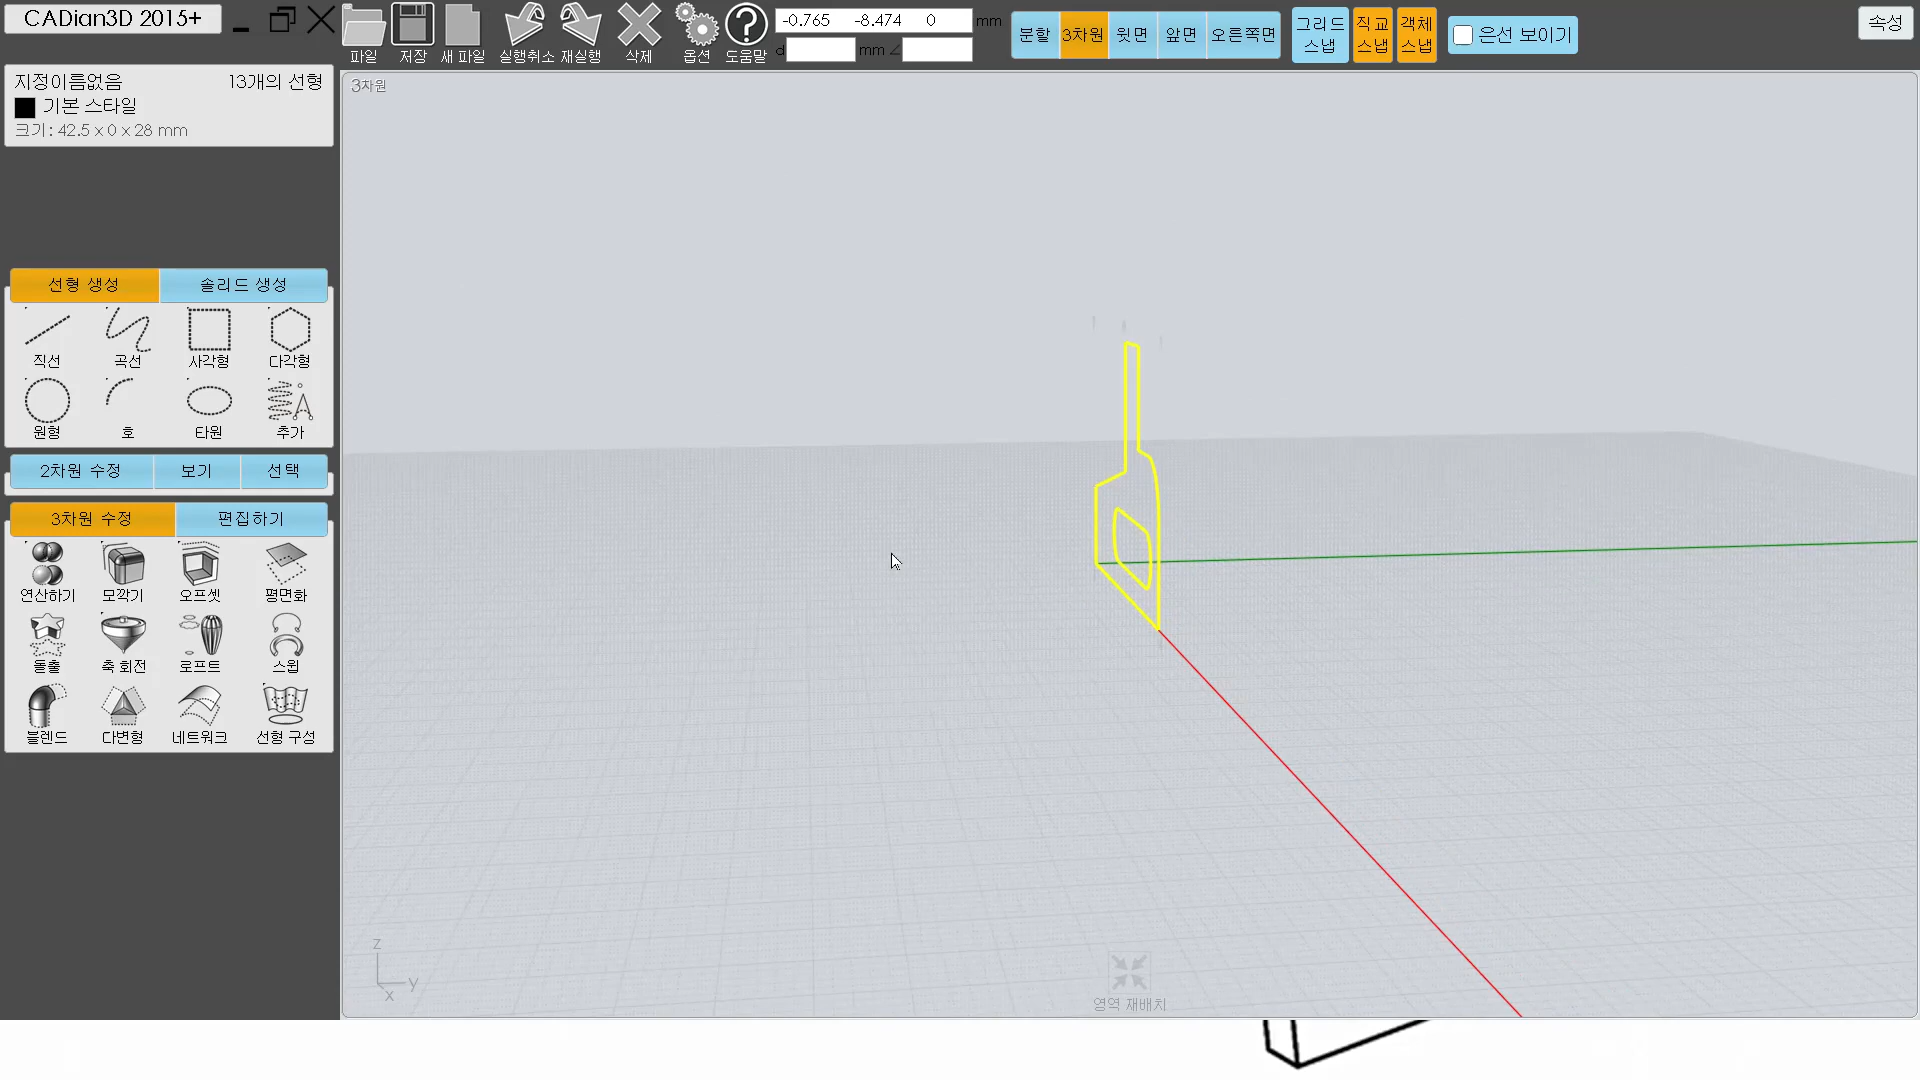 CADian3D 2015+
파일
저장
새 파일
실행취소
재실행
삭제
옵션
도움말
-0.765 -8.474 0 mm
d mm ∠
분할
3차원
윗면
앞면
오른쪽면
그리드
스냅
직교
스냅
객체
스냅
은선 보이기
속성
지정이름없음 13개의 선형
기본 스타일
크기: 42.5 x 0 x 28 mm
3차원
선형 생성 솔리드 생성
직선 곡선 사각형 다각형
원형 호 타원 추가
2차원 수정 보기 선택
3차원 수정 편집하기
연산하기 모깍기 오프셋 평면화
돌출 축 회전 로프트 스윕
블렌드 다변형 네트워크 선형 구성
z
y
x
영역 재배치